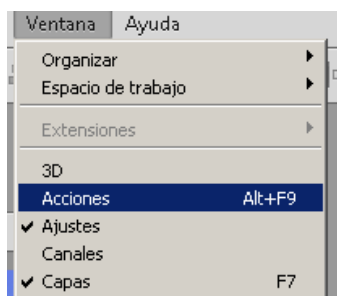 Ventana Ayuda
Organizar
Espacio de trabajo
Extensiones
3D
Acciones Alt+F9
Ajustes
Canales
Capas F7